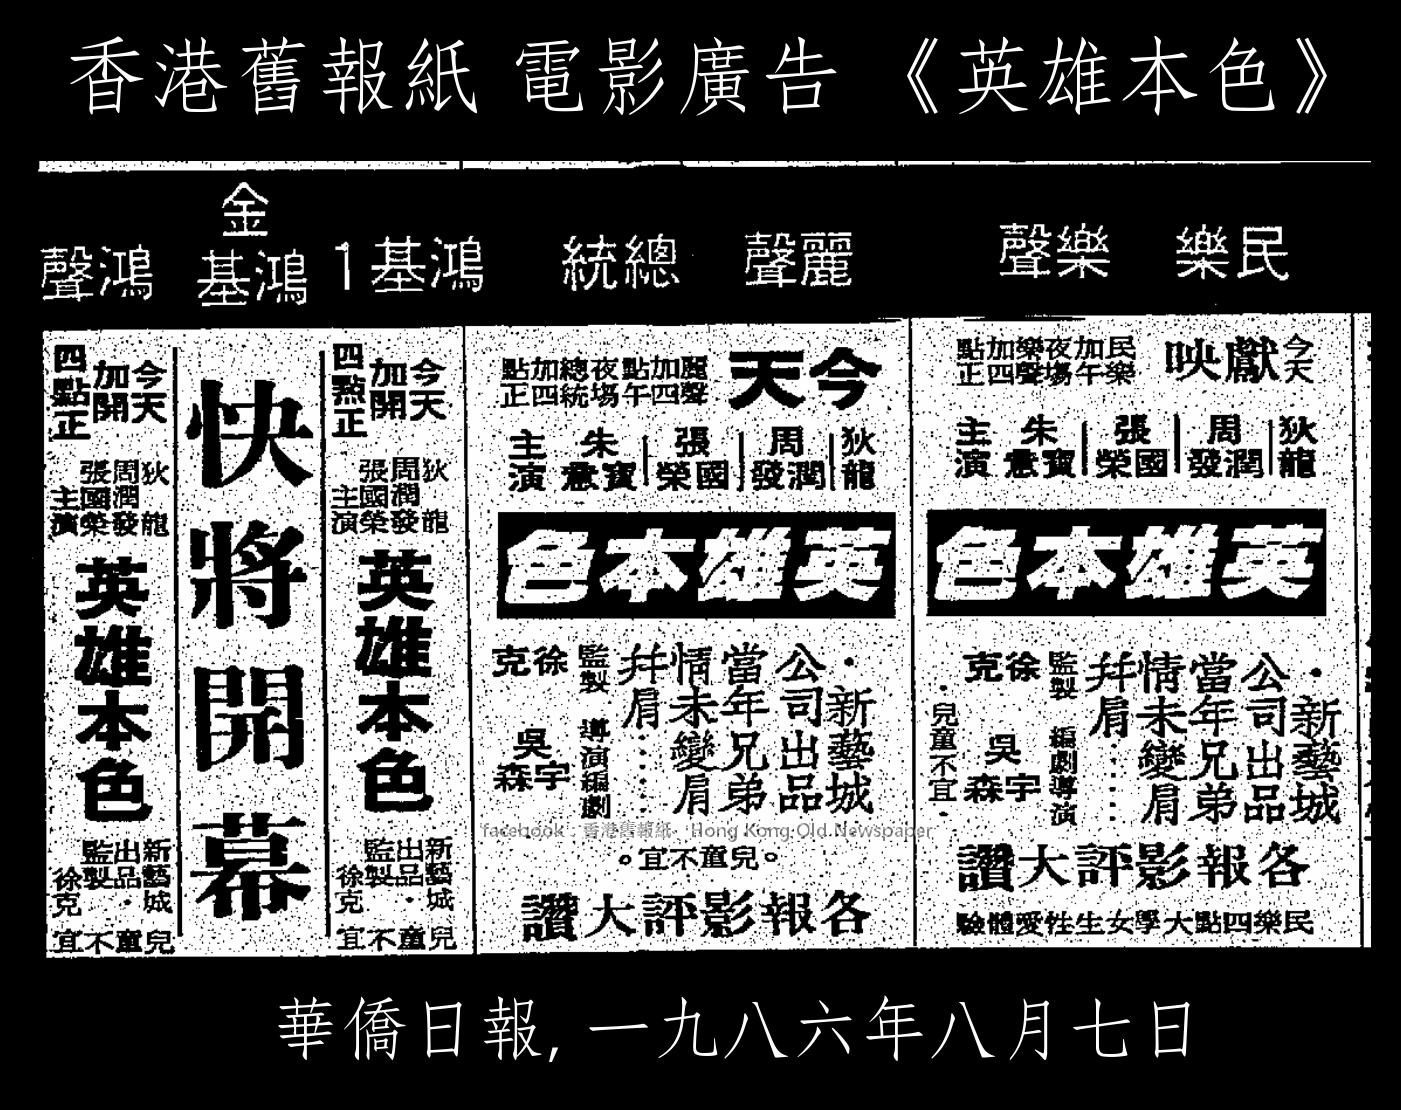 香港舊報紙 電影廣告 《英雄本色》
民樂 樂聲
今天獻映
民樂加午夜場
樂聲加四點正
狄龍 周潤發 張國榮 朱寶意 主演
英雄本色
·新藝城
公司出品
當年兄弟
情未變肩
幷肩……
監製 徐克
編劇導演 吳宇森
·兒童不宜·
各報影評大讚
民樂四點大學女生性愛體驗
麗聲 總統
今天
麗聲加四點午夜場
總統加四點正
狄龍 周潤發 張國榮 朱寶意 主演
英雄本色
·新藝城
公司出品
當年兄弟
情未變肩
幷肩……
監製 徐克
導演編劇 吳宇森
。兒童不宜。
各報影評大讚
鴻基1
今天加開
四點正
狄龍
周潤發
張國榮
主演
英雄本色
新藝城
出品·
監製
徐克
兒童不宜
金鴻基
快將開幕
鴻聲
今天加開
四點正
狄龍
周潤發
張國榮
主演
英雄本色
新藝城
出品·
監製
徐克
兒童不宜
facebook：香港舊報紙 Hong Kong Old Newspaper
華僑日報, 一九八六年八月七日